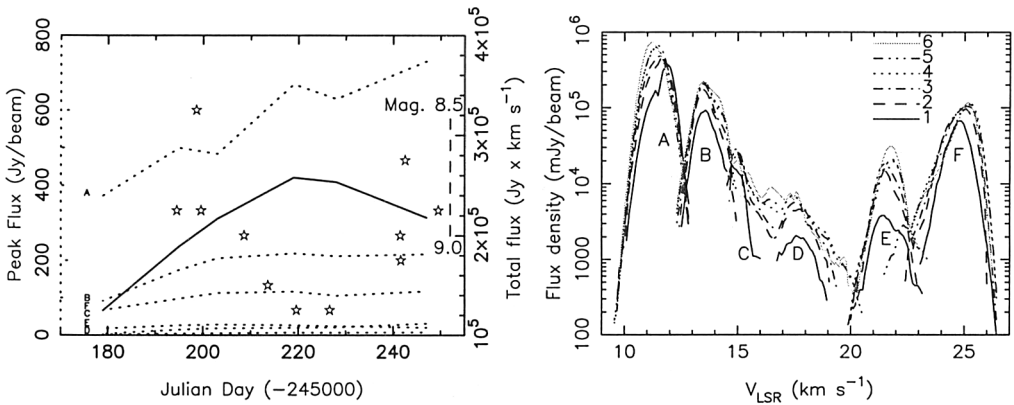 800
600
400
200
0
Peak Flux (Jy/beam)
A
B
F
C
E
D
180
200
220
240
Julian Day (−245000)
Mag. 8.5
9.0
4×10⁵
3×10⁵
2×10⁵
10⁵
Total flux (Jy x km s⁻¹)
10⁶
10⁵
10⁴
1000
100
Flux density (mJy/beam)
6
5
4
3
2
1
A
B
C
D
E
F
10
15
20
25
V_LSR (km s⁻¹)